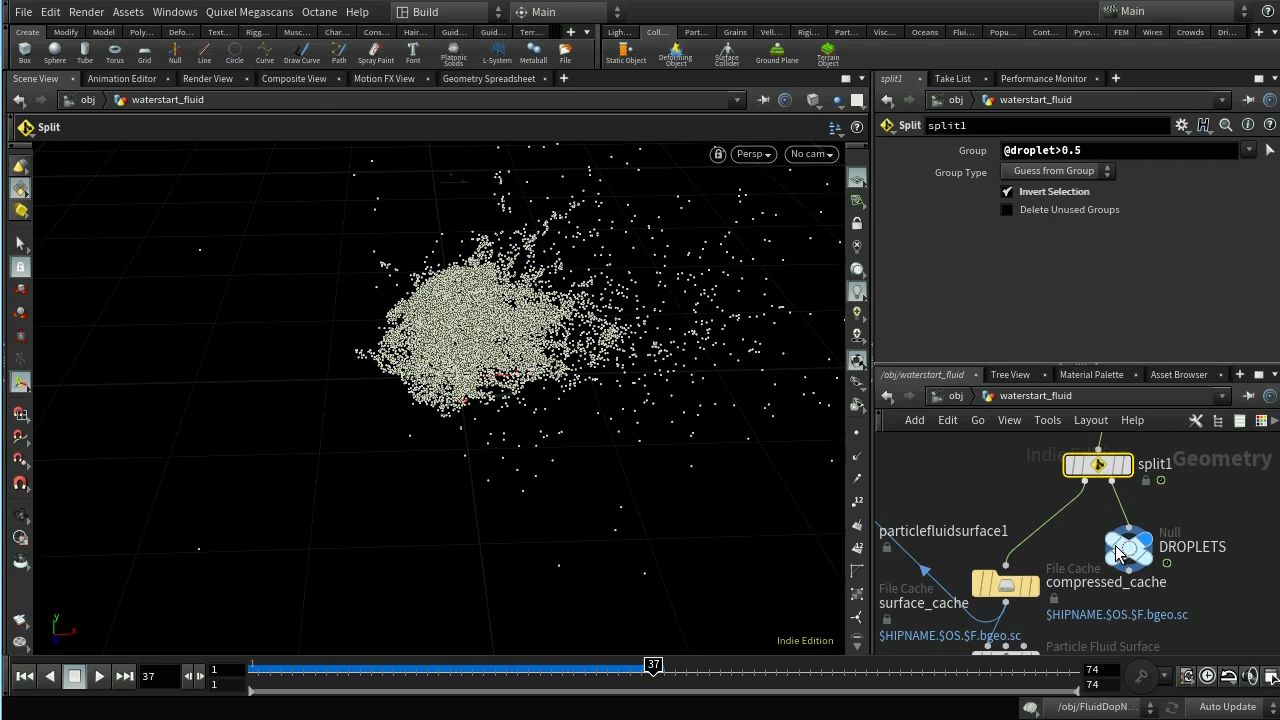 File Edit Render Assets Windows Quixel Megascans Octane Help Build Main Main
Create Modify Model Poly... Defo... Text... Rigg... Musc... Char... Cons... Hair... Guid... Guid... Terr...
Ligh... Coll... Part... Grains Vell... Rigi... Part... Visc... Oceans Flui... Popu... Cont... Pyro... FEM Wires Crowds Dri...
Box Sphere Tube Torus Grid Null Line Circle Curve Draw Curve Path Spray Paint Font Platonic Solids L-System Metaball File
Static Object Deforming Object Surface Collider Ground Plane Terrain Object
Scene View Animation Editor Render View Composite View Motion FX View Geometry Spreadsheet
split1 Take List Performance Monitor
obj waterstart_fluid
obj waterstart_fluid
Split
Split split1
Persp No cam
Group @droplet>0.5
Group Type Guess from Group
Invert Selection
Delete Unused Groups
/obj/waterstart_fluid Tree View Material Palette Asset Browser
obj waterstart_fluid
Add Edit Go View Tools Layout Help
Geometry
split1
particlefluidsurface1
Null
DROPLETS
File Cache
compressed_cache
File Cache
surface_cache
$HIPNAME.$OS.$F.bgeo.sc
$HIPNAME.$OS.$F.bgeo.sc
Particle Fluid Surface
12
12
y
x
Indie Edition
37
1
1
1
37
74
74
/obj/FluidDopN...
Auto Update